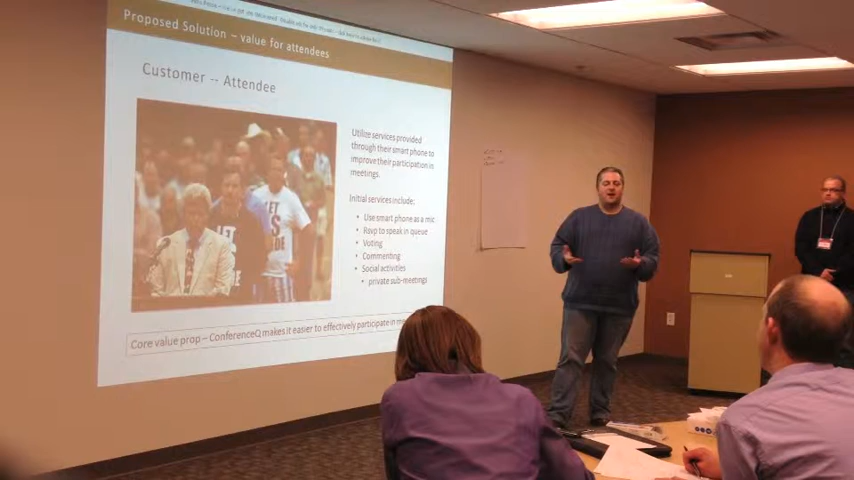 Proposed Solution – value for attendees
Customer -- Attendee
Utilize services provided
through their smart phone to
improve their participation in
meetings.
Initial services include:
• Use smart phone as a mic
• Rsvp to speak in queue
• Voting
• Commenting
• Social activities
• private sub-meetings
Core value prop – ConferenceQ makes it easier to effectively participate in